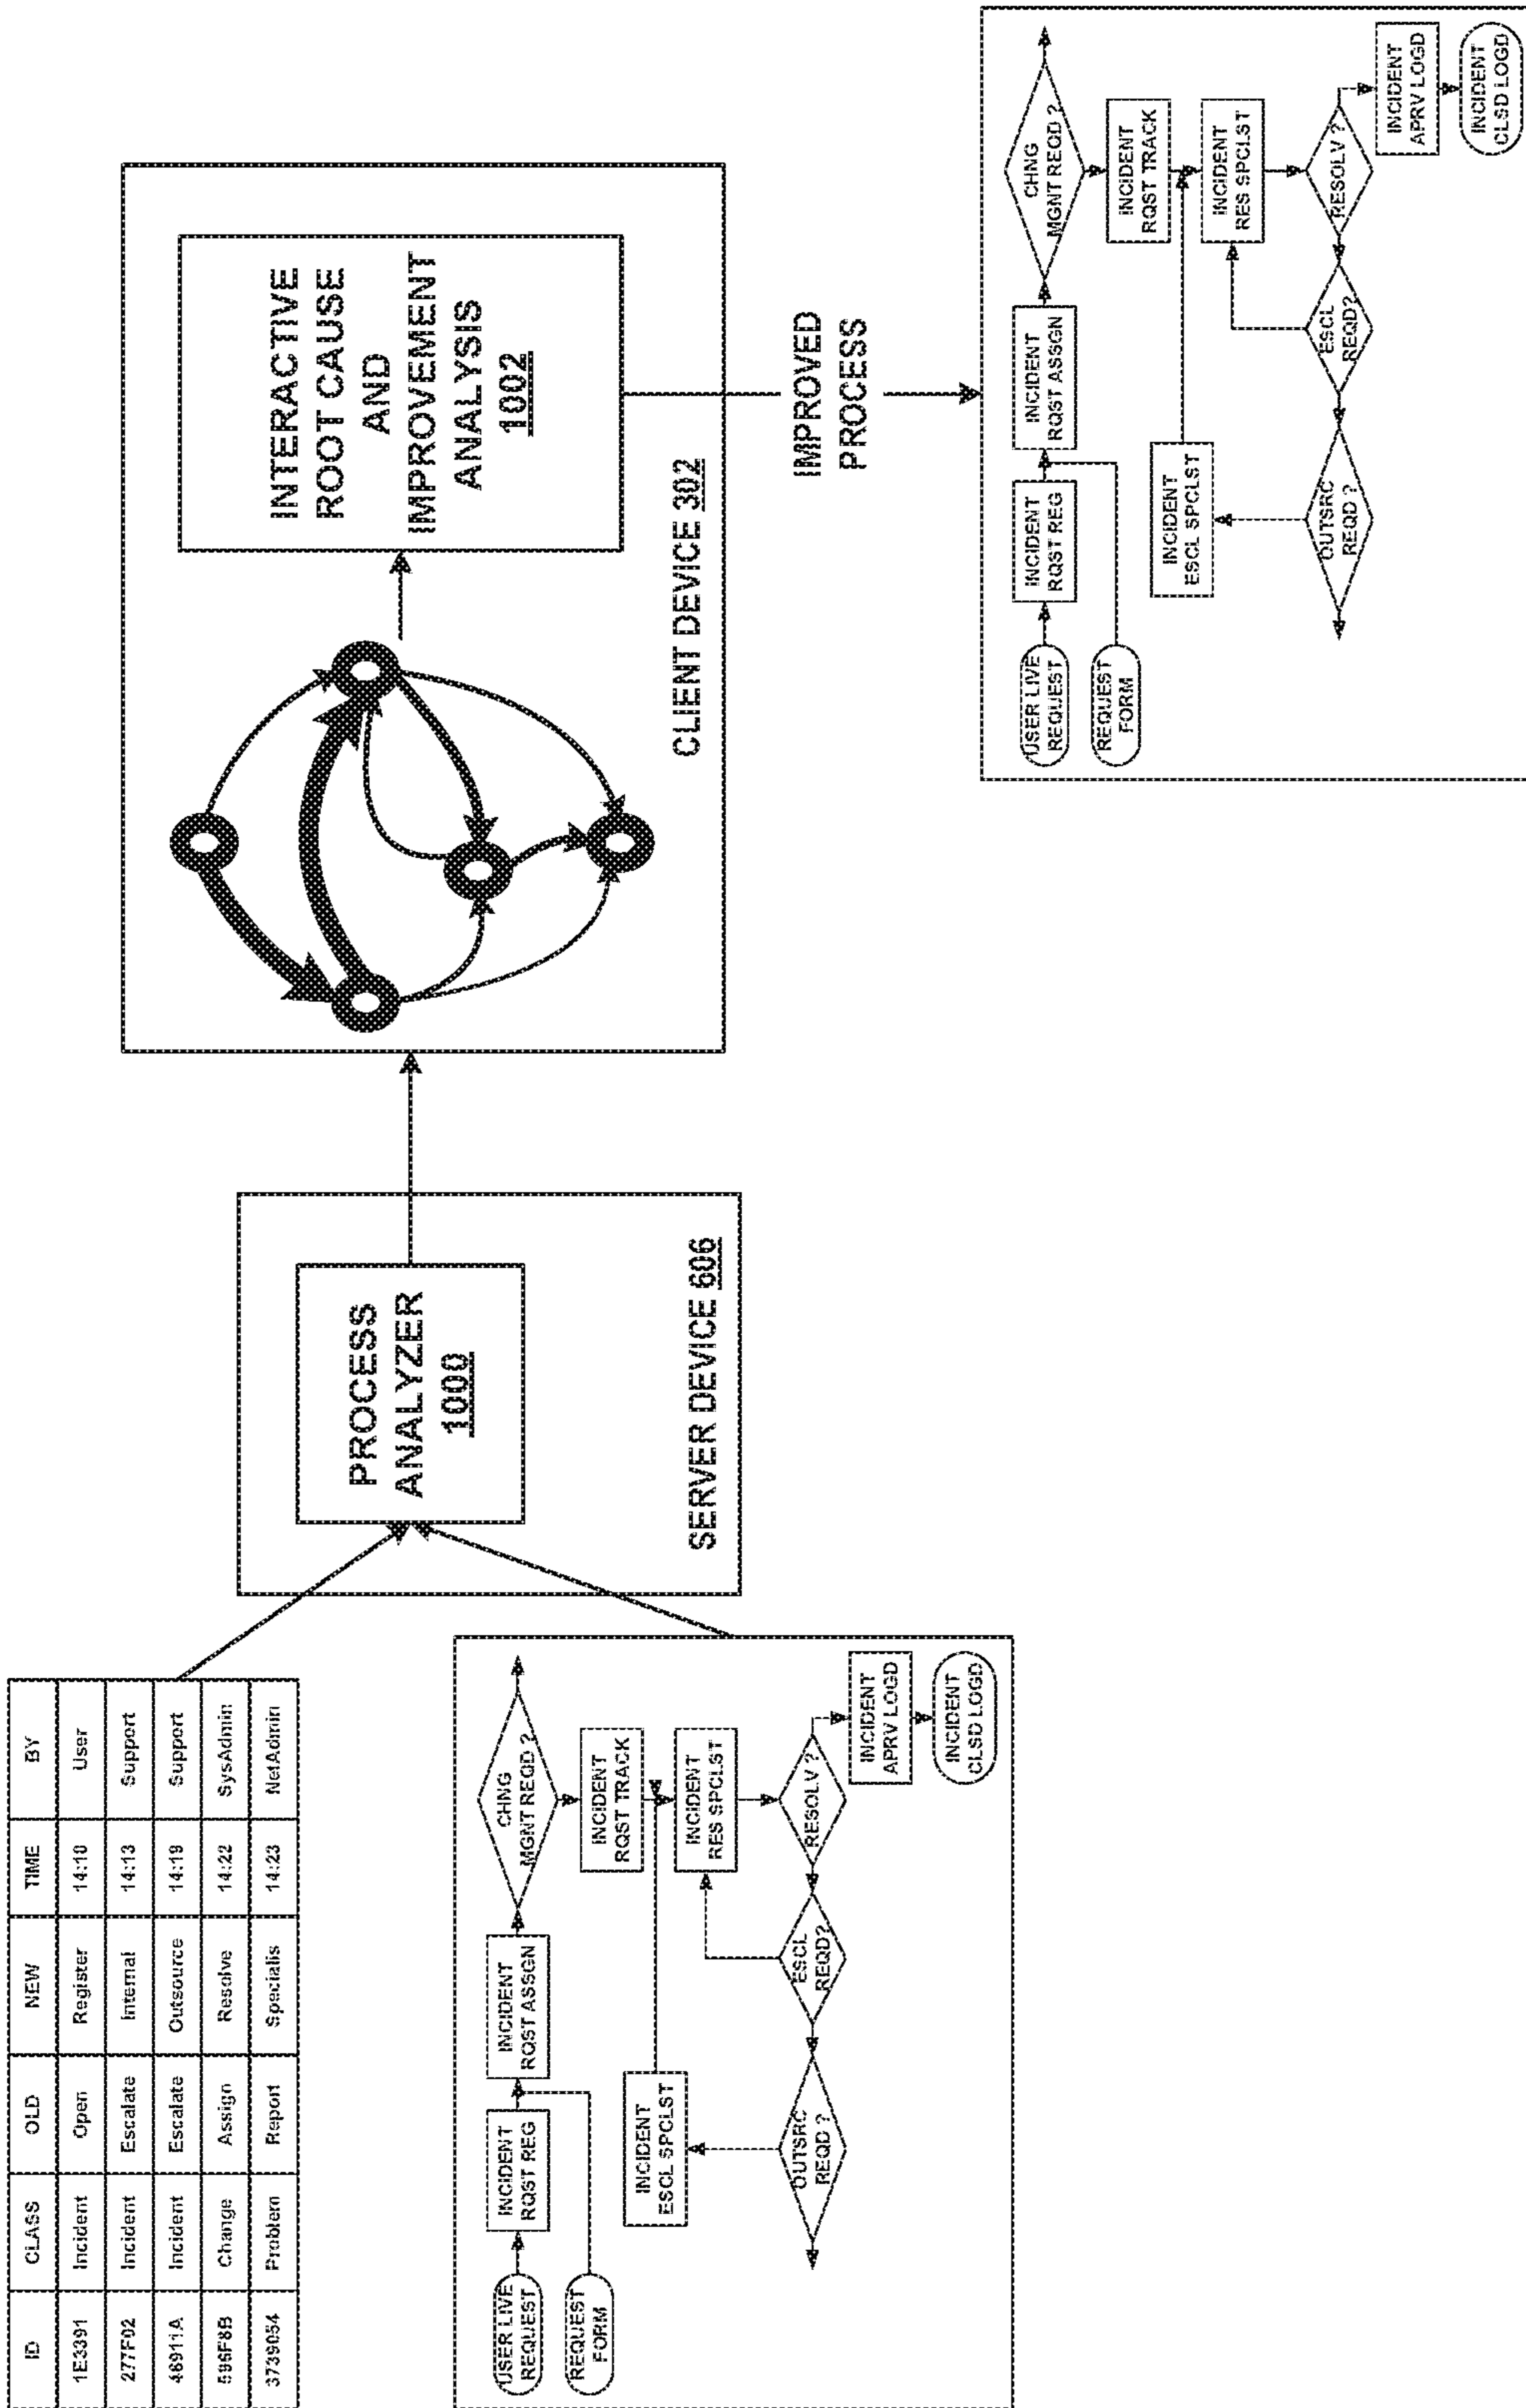 ID CLASS OLD NEW TIME BY
1E3391 Incident Open Register 14:10 User
277F02 Incident Escalate Internal 14:13 Support
46911A Incident Escalate Outsource 14:19 Support
596F8B Change Assign Resolve 14:22 SysAdmin
3739054 Problem Report Specialis 14:23 NetAdmin
USER LIVE
REQUEST
REQUEST
FORM
INCIDENT
RQST REG
INCIDENT
RQST ASSGN
CHNG
MGNT REQD ?
INCIDENT
RQST TRACK
INCIDENT
ESCL SPCLST
INCIDENT
RES SPCLST
OUTSRC
REQD ?
ESCL
REQD?
RESOLV ?
INCIDENT
APRV LOGD
INCIDENT
CLSD LOGD
PROCESS
ANALYZER
1000
SERVER DEVICE 606
INTERACTIVE
ROOT CAUSE
AND
IMPROVEMENT
ANALYSIS
1002
CLIENT DEVICE 302
IMPROVED
PROCESS
USER LIVE
REQUEST
REQUEST
FORM
INCIDENT
RQST REG
INCIDENT
RQST ASSGN
CHNG
MGNT REQD ?
INCIDENT
RQST TRACK
INCIDENT
ESCL SPCLST
INCIDENT
RES SPCLST
OUTSRC
REQD ?
ESCL
REQD?
RESOLV ?
INCIDENT
APRV LOGD
INCIDENT
CLSD LOGD